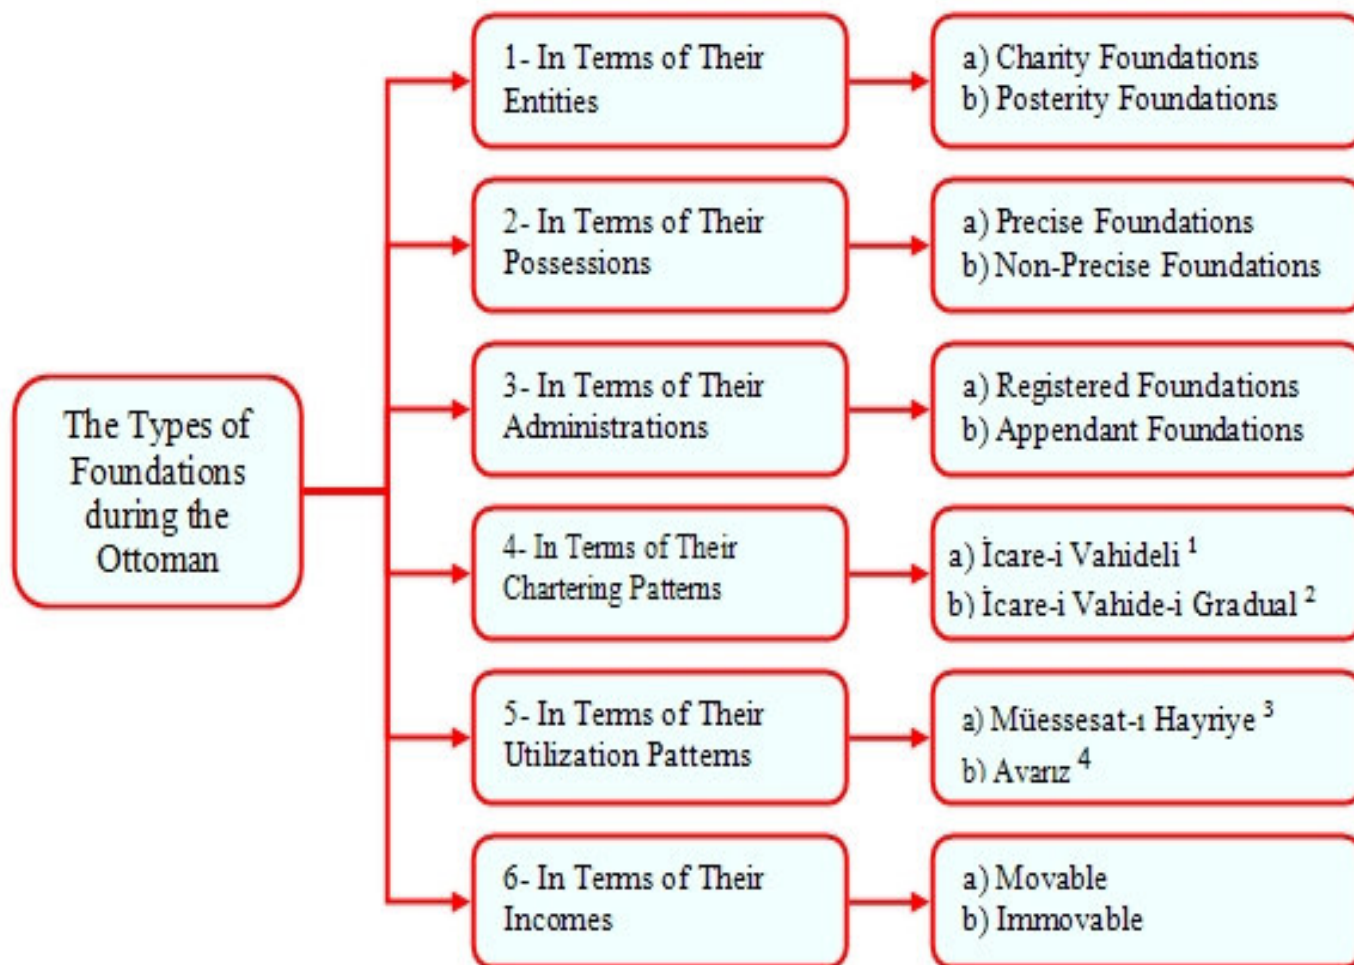 The Types of
Foundations
during the
Ottoman
1- In Terms of Their
Entities
a) Charity Foundations
b) Posterity Foundations
2- In Terms of Their
Possessions
a) Precise Foundations
b) Non-Precise Foundations
3- In Terms of Their
Administrations
a) Registered Foundations
b) Appendant Foundations
4- In Terms of Their
Chartering Patterns
a) İcare-i Vahideli 1
b) İcare-i Vahide-i Gradual 2
5- In Terms of Their
Utilization Patterns
a) Müessesat-ı Hayriye 3
b) Avarız 4
6- In Terms of Their
Incomes
a) Movable
b) Immovable